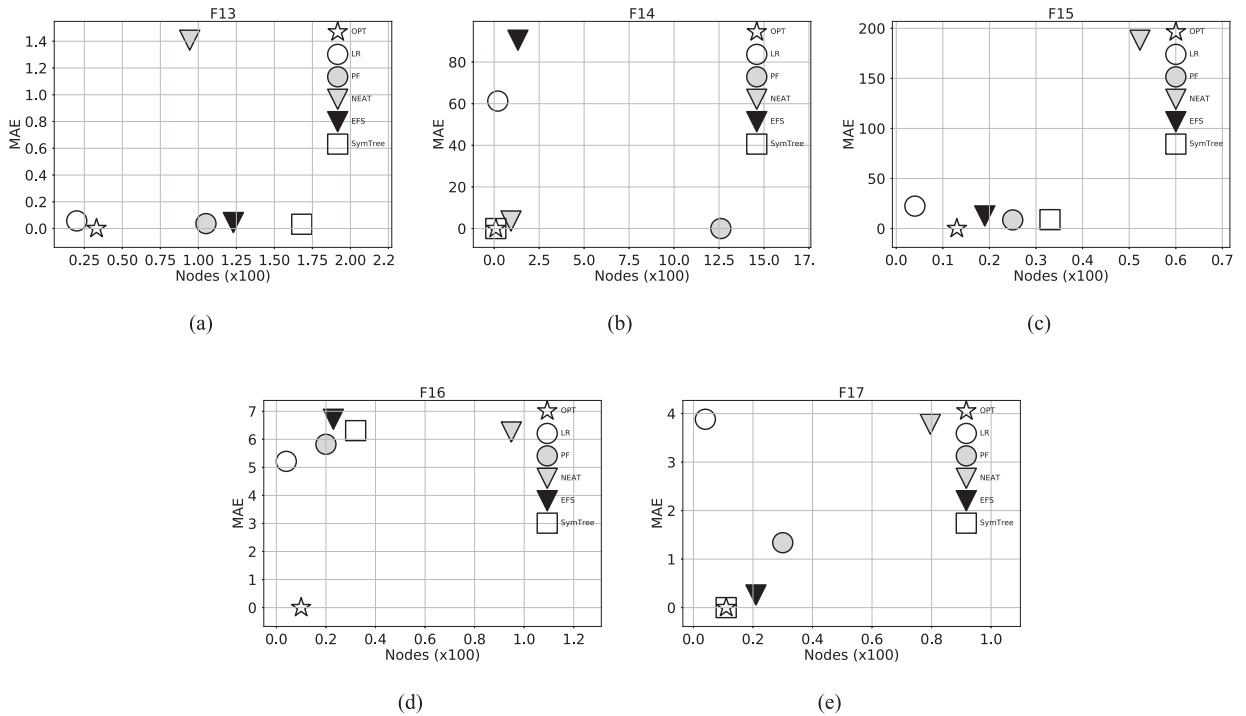 F13
1.4
1.2
1.0
0.8
0.6
0.4
0.2
0.0
MAE
0.25 0.50 0.75 1.00 1.25 1.50 1.75 2.00 2.2
Nodes (x100)
OPT
LR
PF
NEAT
EFS
SymTree
(a)
F14
80
60
40
20
0
MAE
0.0 2.5 5.0 7.5 10.0 12.5 15.0 17.
Nodes (x100)
OPT
LR
PF
NEAT
EFS
SymTree
(b)
F15
200
150
100
50
0
MAE
0.0 0.1 0.2 0.3 0.4 0.5 0.6 0.7
Nodes (x100)
OPT
LR
PF
NEAT
EFS
SymTree
(c)
F16
7
6
5
4
3
2
1
0
MAE
0.0 0.2 0.4 0.6 0.8 1.0 1.2
Nodes (x100)
OPT
LR
PF
NEAT
EFS
SymTree
(d)
F17
4
3
2
1
0
MAE
0.0 0.2 0.4 0.6 0.8 1.0
Nodes (x100)
OPT
LR
PF
NEAT
EFS
SymTree
(e)